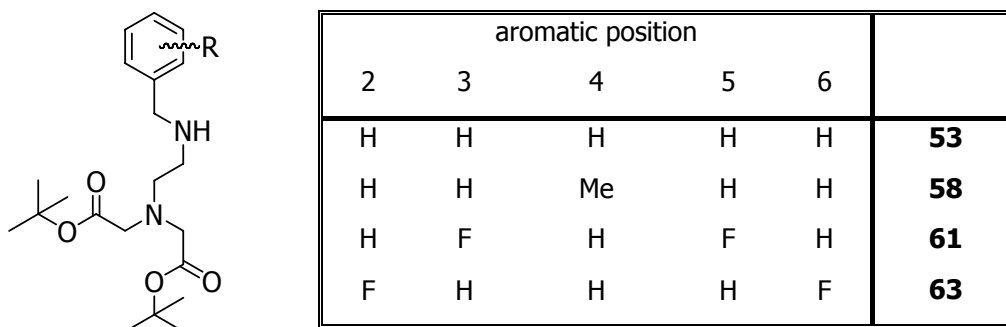 R
NH
O
O
N
O
O
aromatic position
2 3 4 5 6
H H H H H 53
H H Me H H 58
H F H F H 61
F H H H F 63